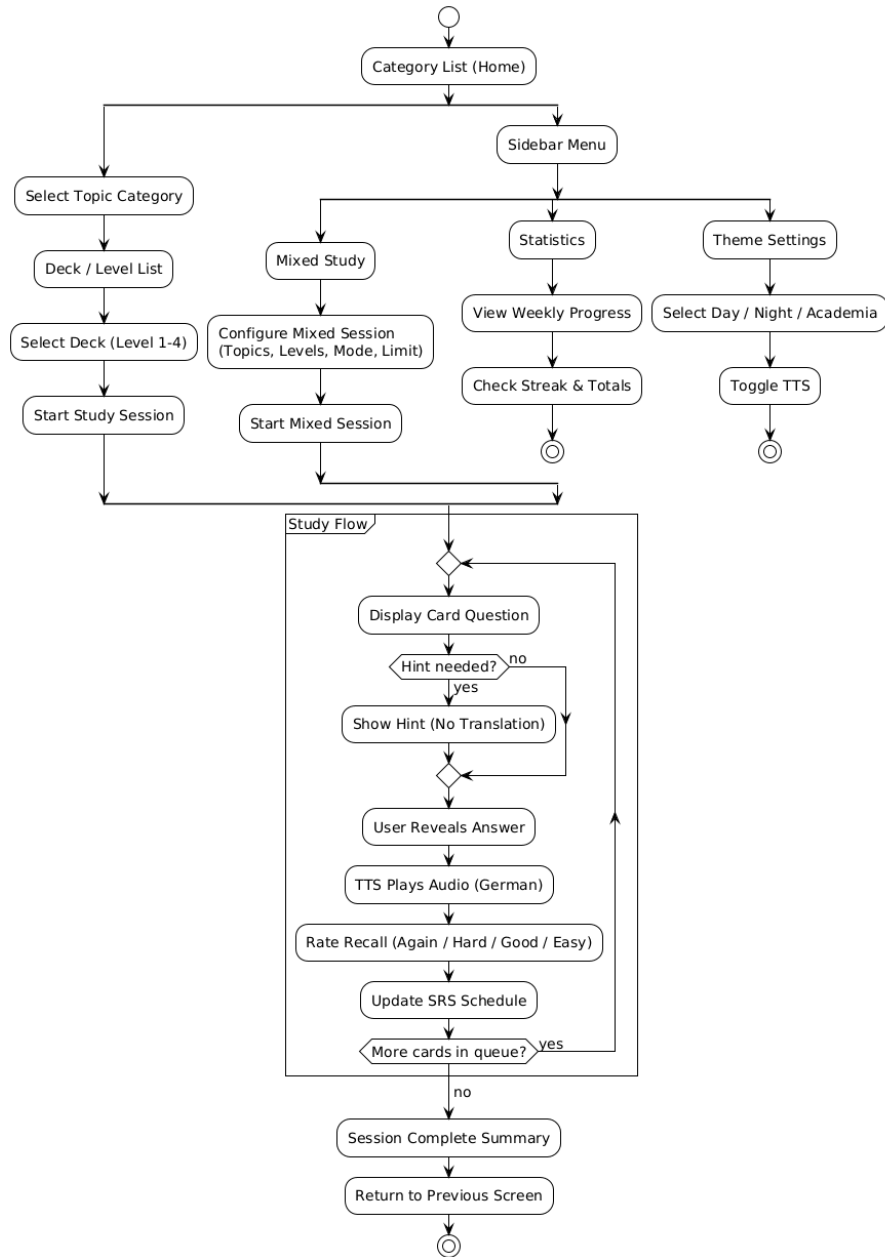 Category List (Home)
Sidebar Menu
Select Topic Category
Deck / Level List
Select Deck (Level 1-4)
Start Study Session
Mixed Study
Configure Mixed Session
(Topics, Levels, Mode, Limit)
Start Mixed Session
Statistics
View Weekly Progress
Check Streak & Totals
Theme Settings
Select Day / Night / Academia
Toggle TTS
Study Flow
Display Card Question
Hint needed?
no
yes
Show Hint (No Translation)
User Reveals Answer
TTS Plays Audio (German)
Rate Recall (Again / Hard / Good / Easy)
Update SRS Schedule
More cards in queue?
yes
no
Session Complete Summary
Return to Previous Screen